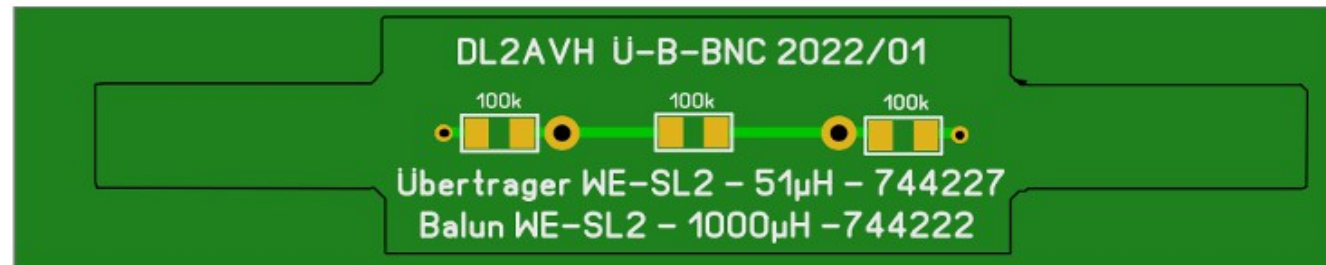 DL2AVH Ü-B-BNC 2022/01
100k 100k 100k
Übertrager WE-SL2 - 51µH - 744227
Balun WE-SL2 - 1000µH -744222